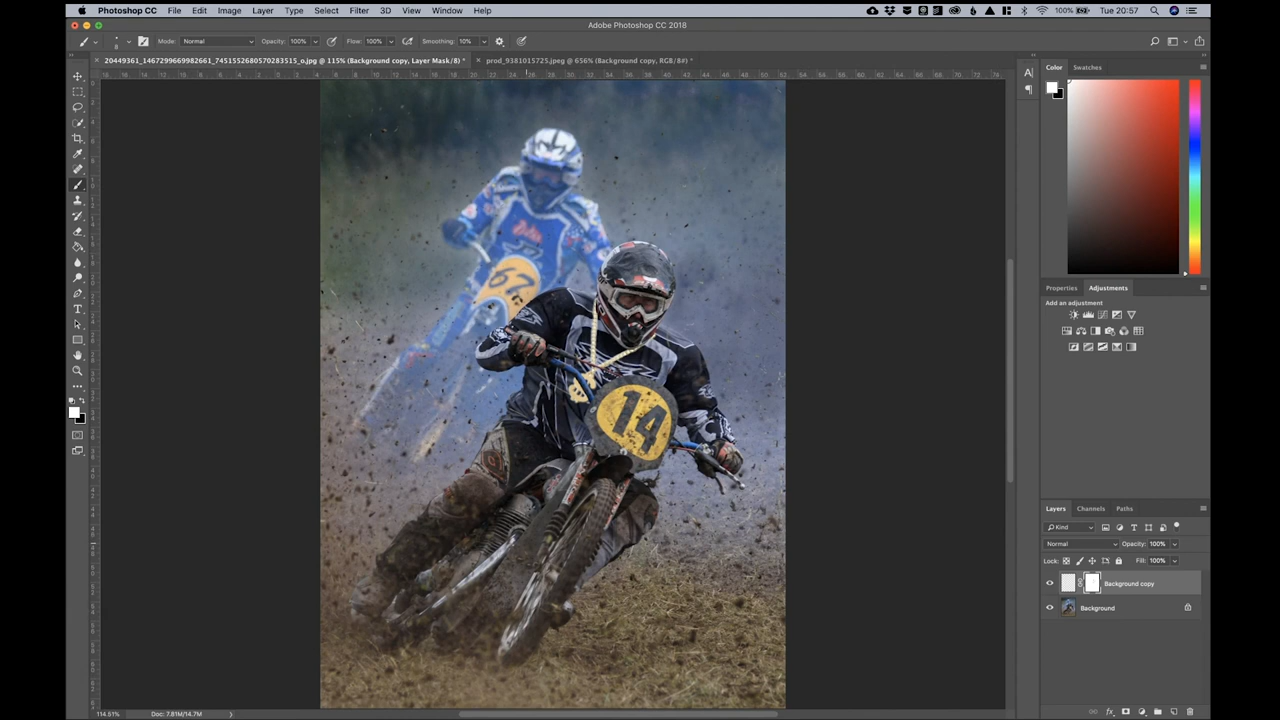 Photoshop CC File Edit Image Layer Type Select Filter 3D View Window Help 100% Tue 20:57
Adobe Photoshop CC 2018
Mode: Normal Opacity: 100% Flow: 100% Smoothing: 10%
20449361_1467299669982661_7451552680570283515_o.jpg @ 115% (Background copy, Layer Mask/8) * prod_9381015725.jpeg @ 656% (Background copy, RGB/8#) *
Color Swatches
Properties Adjustments
Add an adjustment
67
14
Layers Channels Paths
Kind
Normal Opacity: 100%
Lock: Fill: 100%
Background copy
Background
114.51% Doc: 7.81M/14.7M